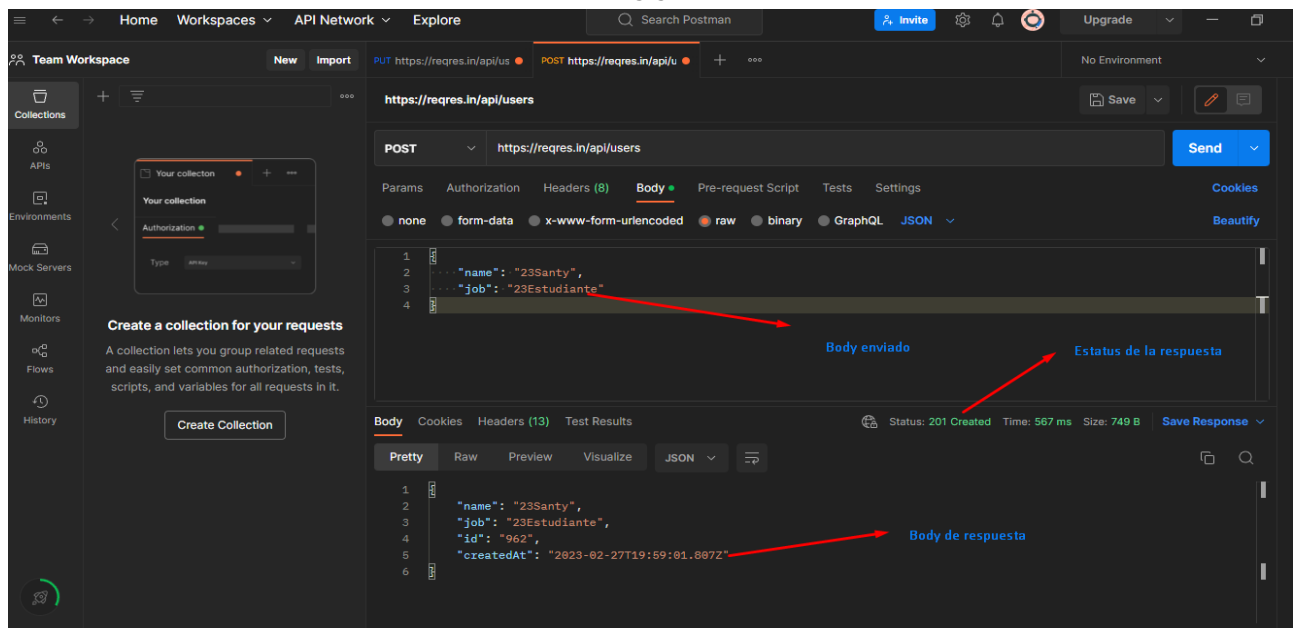 Home Workspaces API Network Explore Search Postman Invite Upgrade
Team Workspace New Import PUT https://reqres.in/api/us POST https://reqres.in/api/u No Environment
Collections
APIs
Environments
Mock Servers
Monitors
Flows
History
Your collecton
Your collection
Authorization
Type API Key
Create a collection for your requests
A collection lets you group related requests
and easily set common authorization, tests,
scripts, and variables for all requests in it.
Create Collection
https://reqres.in/api/users Save
POST https://reqres.in/api/users Send
Params Authorization Headers (8) Body Pre-request Script Tests Settings Cookies
none form-data x-www-form-urlencoded raw binary GraphQL JSON Beautify
1 {
2 "name": "23Santy",
3 "job": "23Estudiante"
4 }
Body enviado
Estatus de la respuesta
Body Cookies Headers (13) Test Results Status: 201 Created Time: 567 ms Size: 749 B Save Response
Pretty Raw Preview Visualize JSON
1 {
2 "name": "23Santy",
3 "job": "23Estudiante",
4 "id": "962",
5 "createdAt": "2023-02-27T19:59:01.807Z"
6 }
Body de respuesta